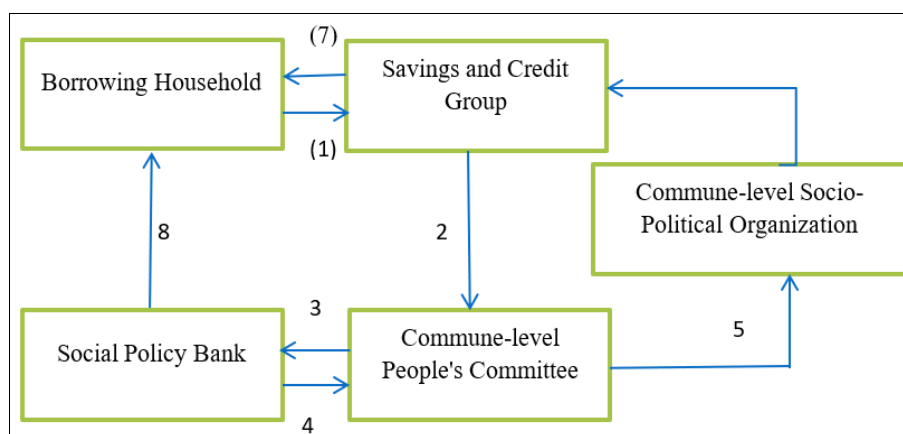 (7)
Borrowing Household
Savings and Credit
Group
(1)
Commune-level Socio-
Political Organization
8
2
3
5
Social Policy Bank
Commune-level
People's Committee
4